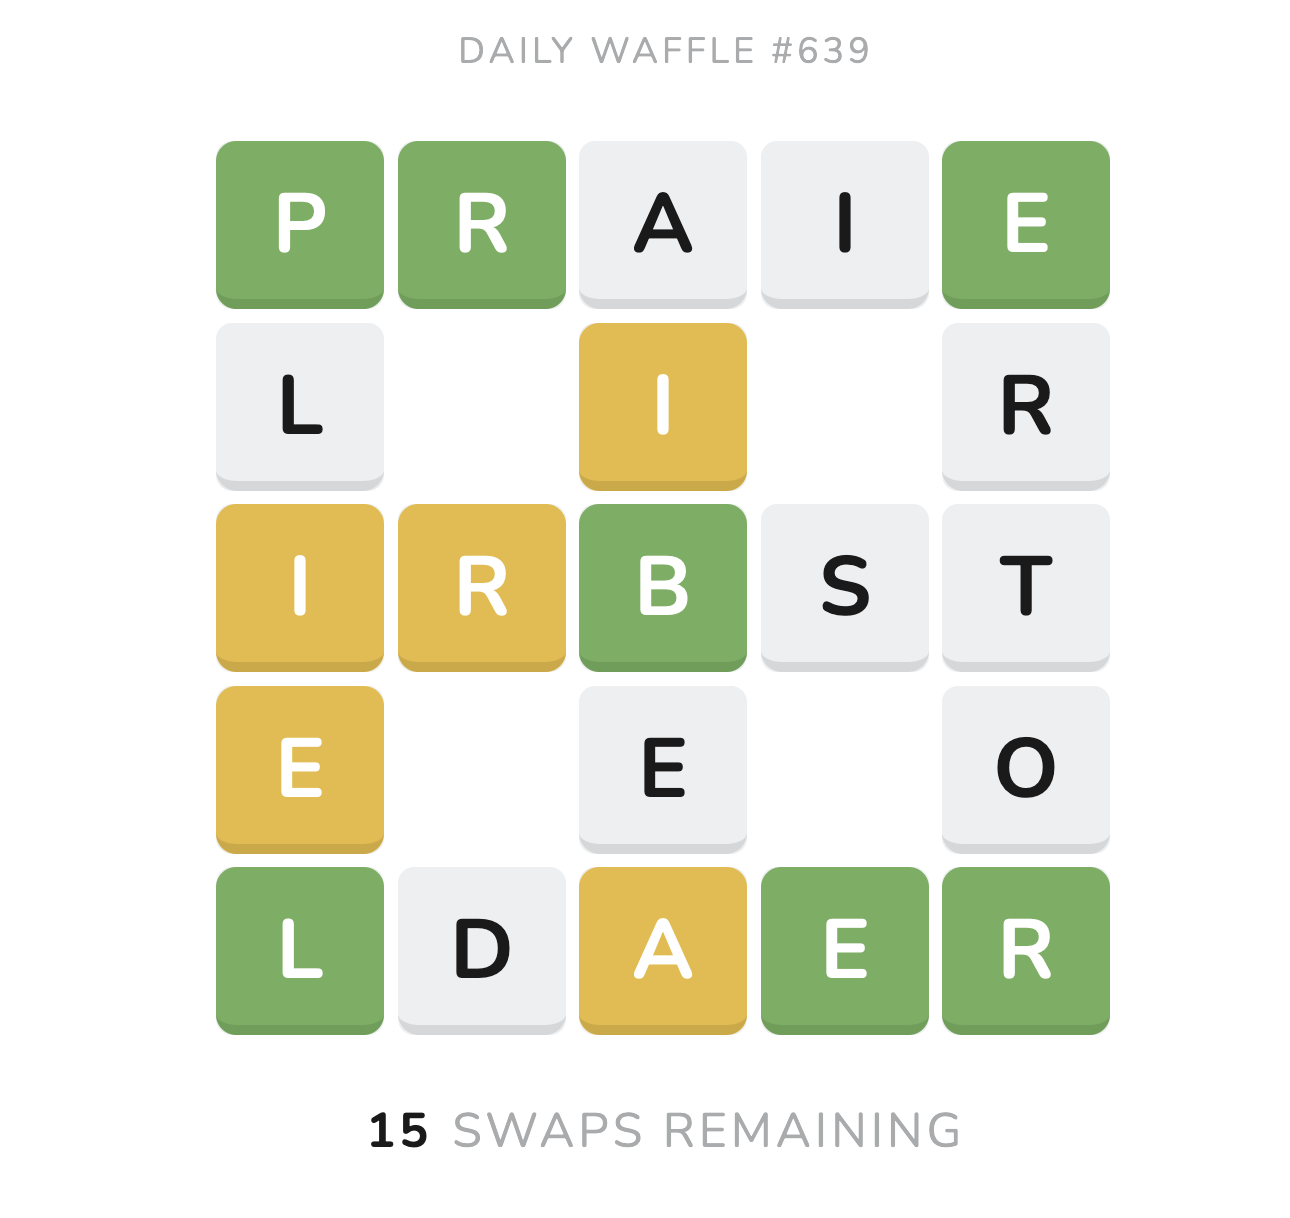 DAILY WAFFLE #639
P R A I E
L I R
I R B S T
E E O
L D A E R
15 SWAPS REMAINING